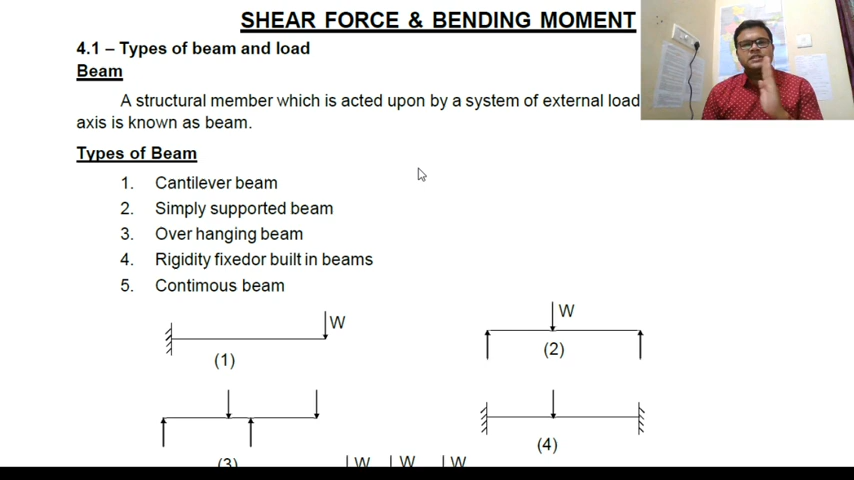 SHEAR FORCE & BENDING MOMENT
4.1 – Types of beam and load
Beam
A structural member which is acted upon by a system of external load
axis is known as beam.
Types of Beam
1. Cantilever beam
2. Simply supported beam
3. Over hanging beam
4. Rigidity fixedor built in beams
5. Contimous beam
W
W
(1)
(2)
(3)
(4)
W W W